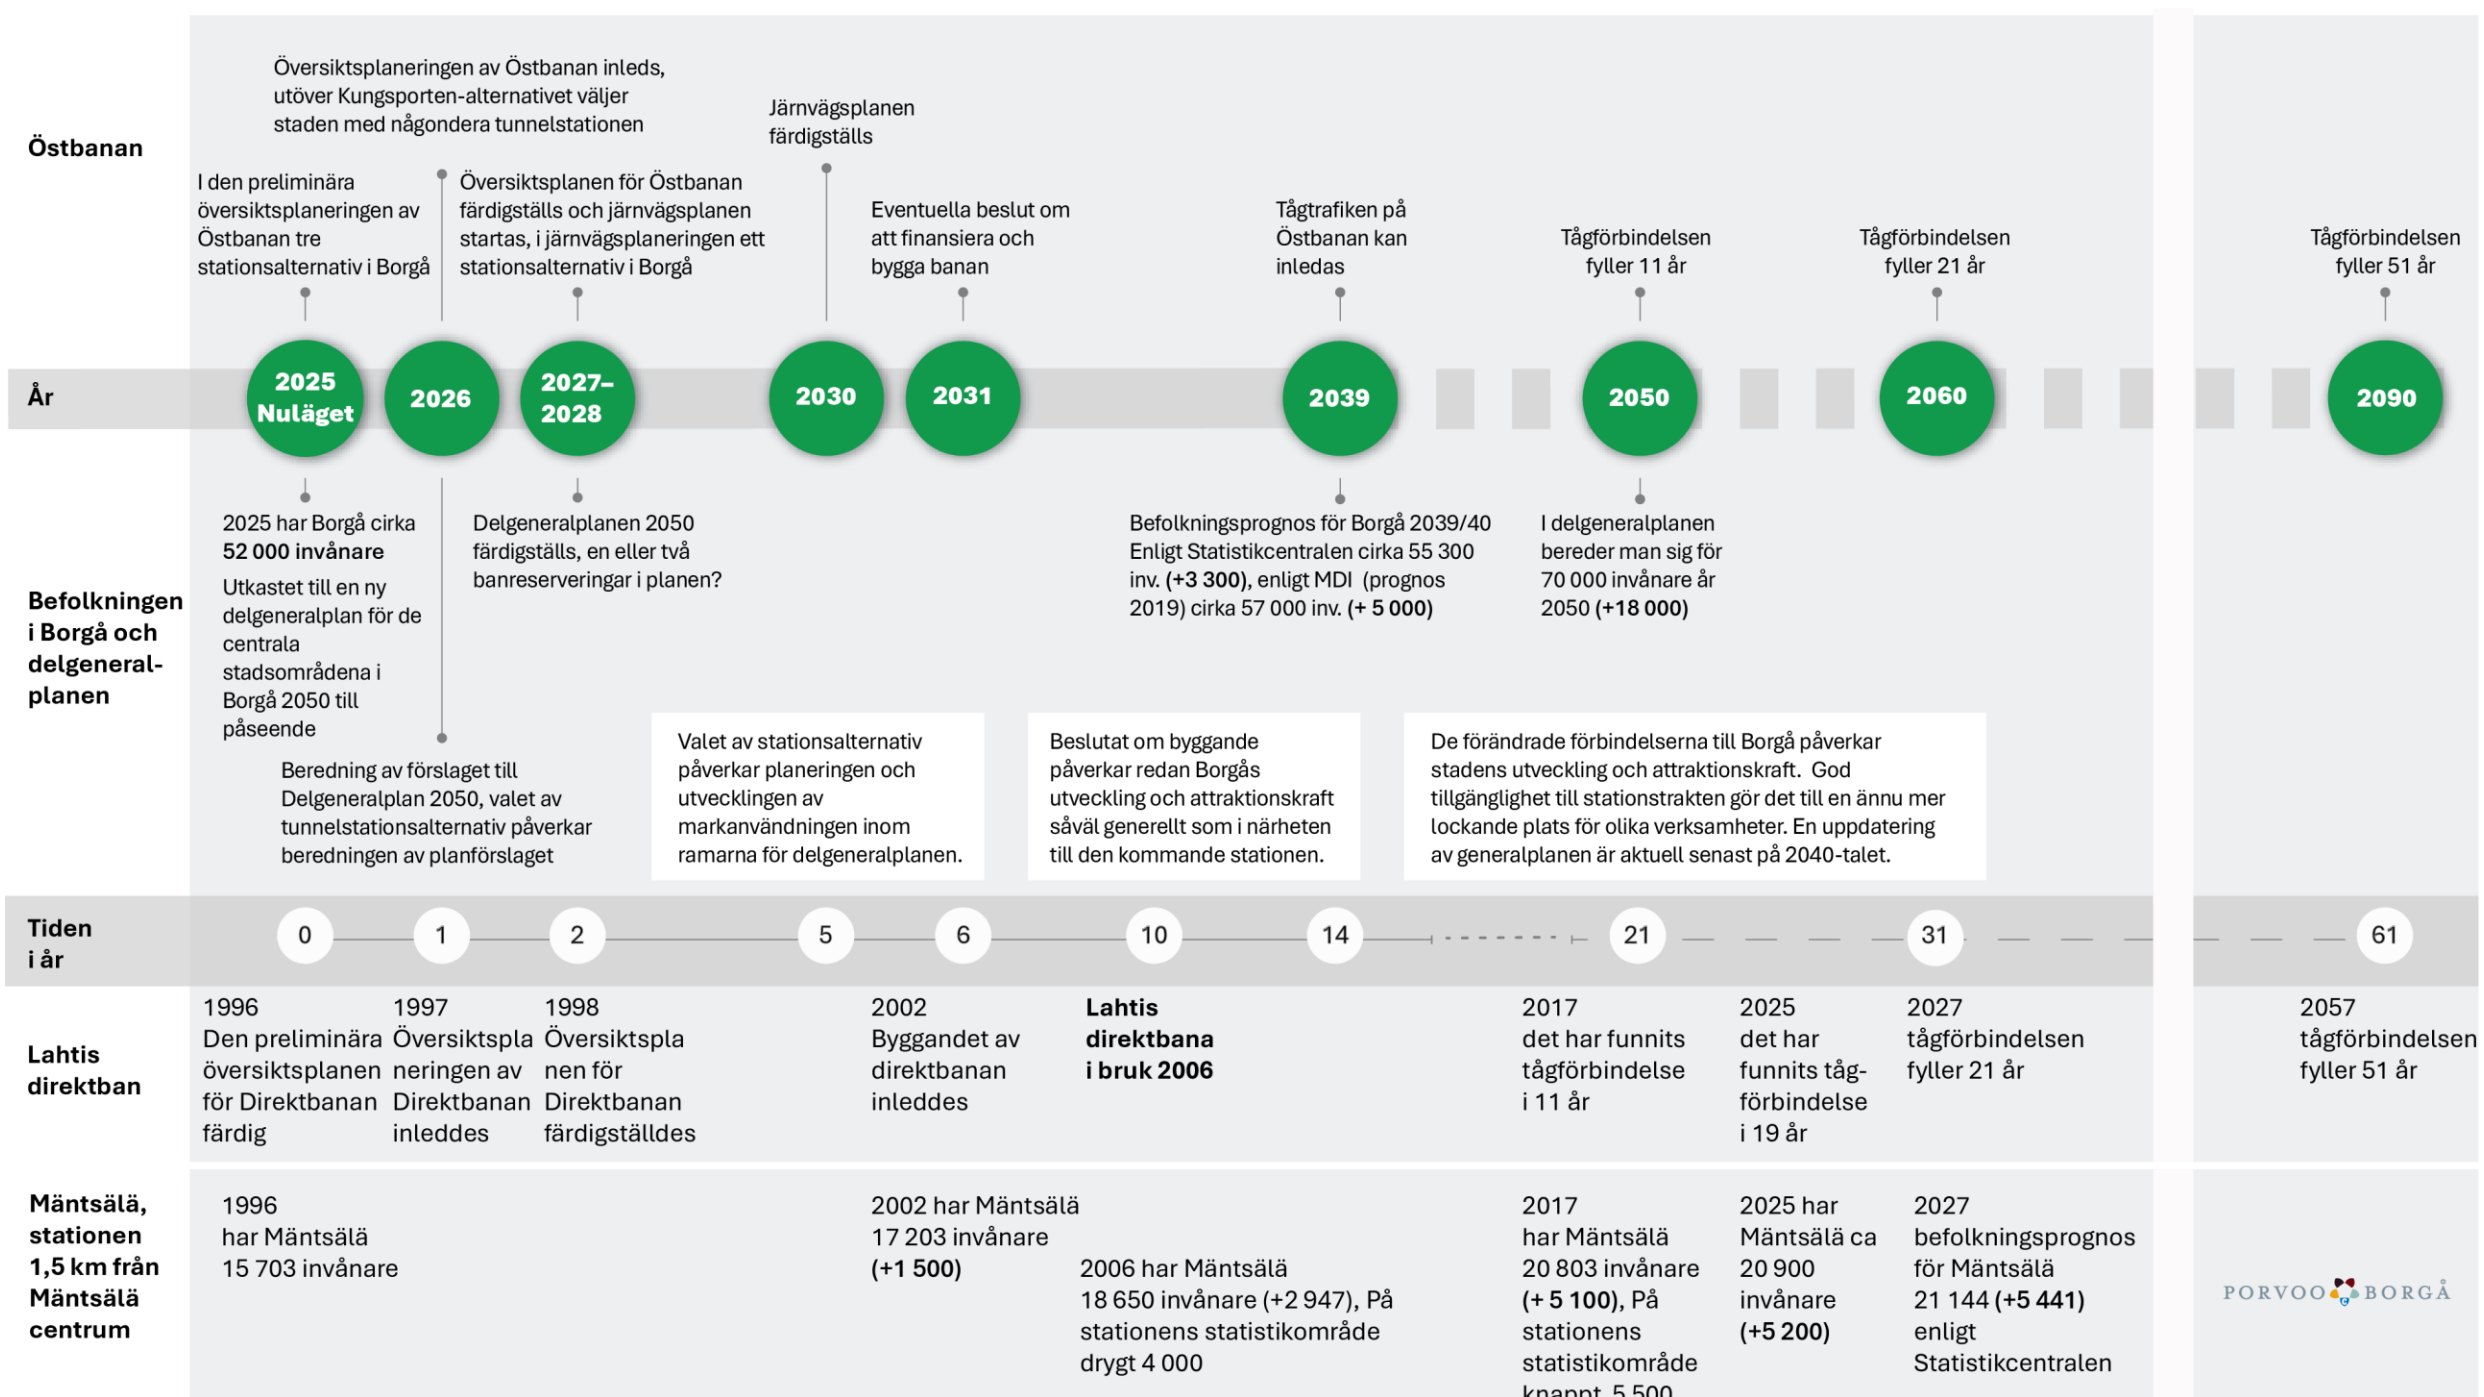 Östbanan
Översiktsplaneringen av Östbanan inleds,
utöver Kungsporten-alternativet väljer
staden med någondera tunnelstationen
I den preliminära
översiktsplaneringen av
Östbanan tre
stationsalternativ i Borgå
Översiktsplanen för Östbanan
färdigställs och järnvägsplanen
startas, i järnvägsplaneringen ett
stationsalternativ i Borgå
Järnvägsplanen
färdigställs
Eventuella beslut om
att finansiera och
bygga banan
Tågtrafiken på
Östbanan kan
inledas
Tågförbindelsen
fyller 11 år
Tågförbindelsen
fyller 21 år
Tågförbindelsen
fyller 51 år
År
2025
Nuläget
2026
2027–
2028
2030
2031
2039
2050
2060
2090
Befolkningen
i Borgå och
delgeneral-
planen
2025 har Borgå cirka
52 000 invånare
Utkastet till en ny
delgeneralplan för de
centrala
stadsområdena i
Borgå 2050 till
påseende
Beredning av förslaget till
Delgeneralplan 2050, valet av
tunnelstationsalternativ påverkar
beredningen av planförslaget
Delgeneralplanen 2050
färdigställs, en eller två
banreserveringar i planen?
Befolkningsprognos för Borgå 2039/40
Enligt Statistikcentralen cirka 55 300
inv. (+3 300), enligt MDI (prognos
2019) cirka 57 000 inv. (+ 5 000)
I delgeneralplanen
bereder man sig för
70 000 invånare år
2050 (+18 000)
Valet av stationsalternativ
påverkar planeringen och
utvecklingen av
markanvändningen inom
ramarna för delgeneralplanen.
Beslutat om byggande
påverkar redan Borgås
utveckling och attraktionskraft
såväl generellt som i närheten
till den kommande stationen.
De förändrade förbindelserna till Borgå påverkar
stadens utveckling och attraktionskraft. God
tillgänglighet till stationstrakten gör det till en ännu mer
lockande plats för olika verksamheter. En uppdatering
av generalplanen är aktuell senast på 2040-talet.
Tiden
i år
0
1
2
5
6
10
14
21
31
61
Lahtis
direktban
1996
Den preliminära
översiktsplanen
för Direktbanan
färdig
1997
Översiktspla
neringen av
Direktbanan
inleddes
1998
Översiktspla
nen för
Direktbanan
färdigställdes
2002
Byggandet av
direktbanan
inleddes
Lahtis
direktbana
i bruk 2006
2017
det har funnits
tågförbindelse
i 11 år
2025
det har
funnits tåg-
förbindelse
i 19 år
2027
tågförbindelsen
fyller 21 år
2057
tågförbindelsen
fyller 51 år
Mäntsälä,
stationen
1,5 km från
Mäntsälä
centrum
1996
har Mäntsälä
15 703 invånare
2002 har Mäntsälä
17 203 invånare
(+1 500)
2006 har Mäntsälä
18 650 invånare (+2 947), På
stationens statistikområde
drygt 4 000
2017
har Mäntsälä
20 803 invånare
(+ 5 100), På
stationens
statistikområde
knappt 5 500
2025 har
Mäntsälä ca
20 900
invånare
(+5 200)
2027
befolkningsprognos
för Mäntsälä
21 144 (+5 441)
enligt
Statistikcentralen
PORVOO BORGÅ